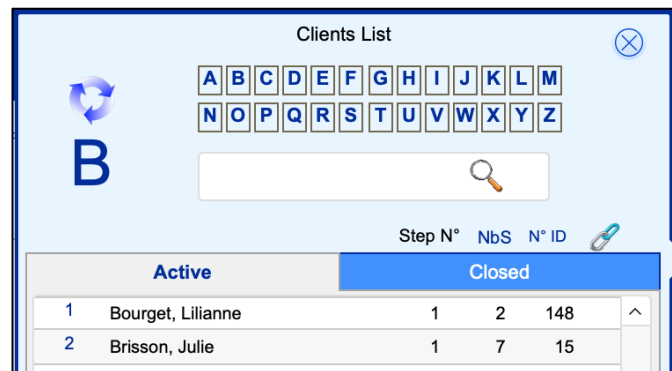 Clients List
A B C D E F G H I J K L M
N O P Q R S T U V W X Y Z
B
Step N° NbS N° ID
Active Closed
1 Bourget, Lilianne 1 2 148
2 Brisson, Julie 1 7 15